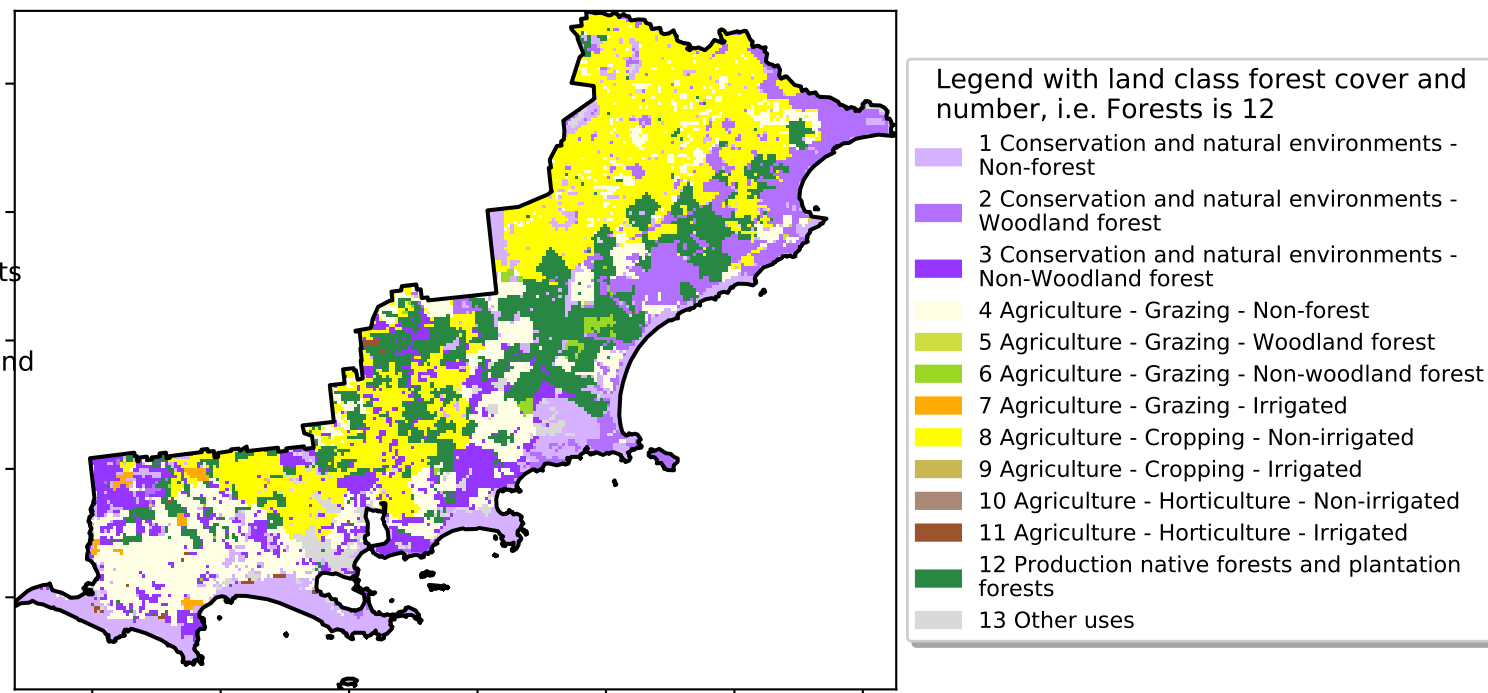 ts
nd
Legend with land class forest cover and
number, i.e. Forests is 12
1 Conservation and natural environments -
Non-forest
2 Conservation and natural environments -
Woodland forest
3 Conservation and natural environments -
Non-Woodland forest
4 Agriculture - Grazing - Non-forest
5 Agriculture - Grazing - Woodland forest
6 Agriculture - Grazing - Non-woodland forest
7 Agriculture - Grazing - Irrigated
8 Agriculture - Cropping - Non-irrigated
9 Agriculture - Cropping - Irrigated
10 Agriculture - Horticulture - Non-irrigated
11 Agriculture - Horticulture - Irrigated
12 Production native forests and plantation
forests
13 Other uses